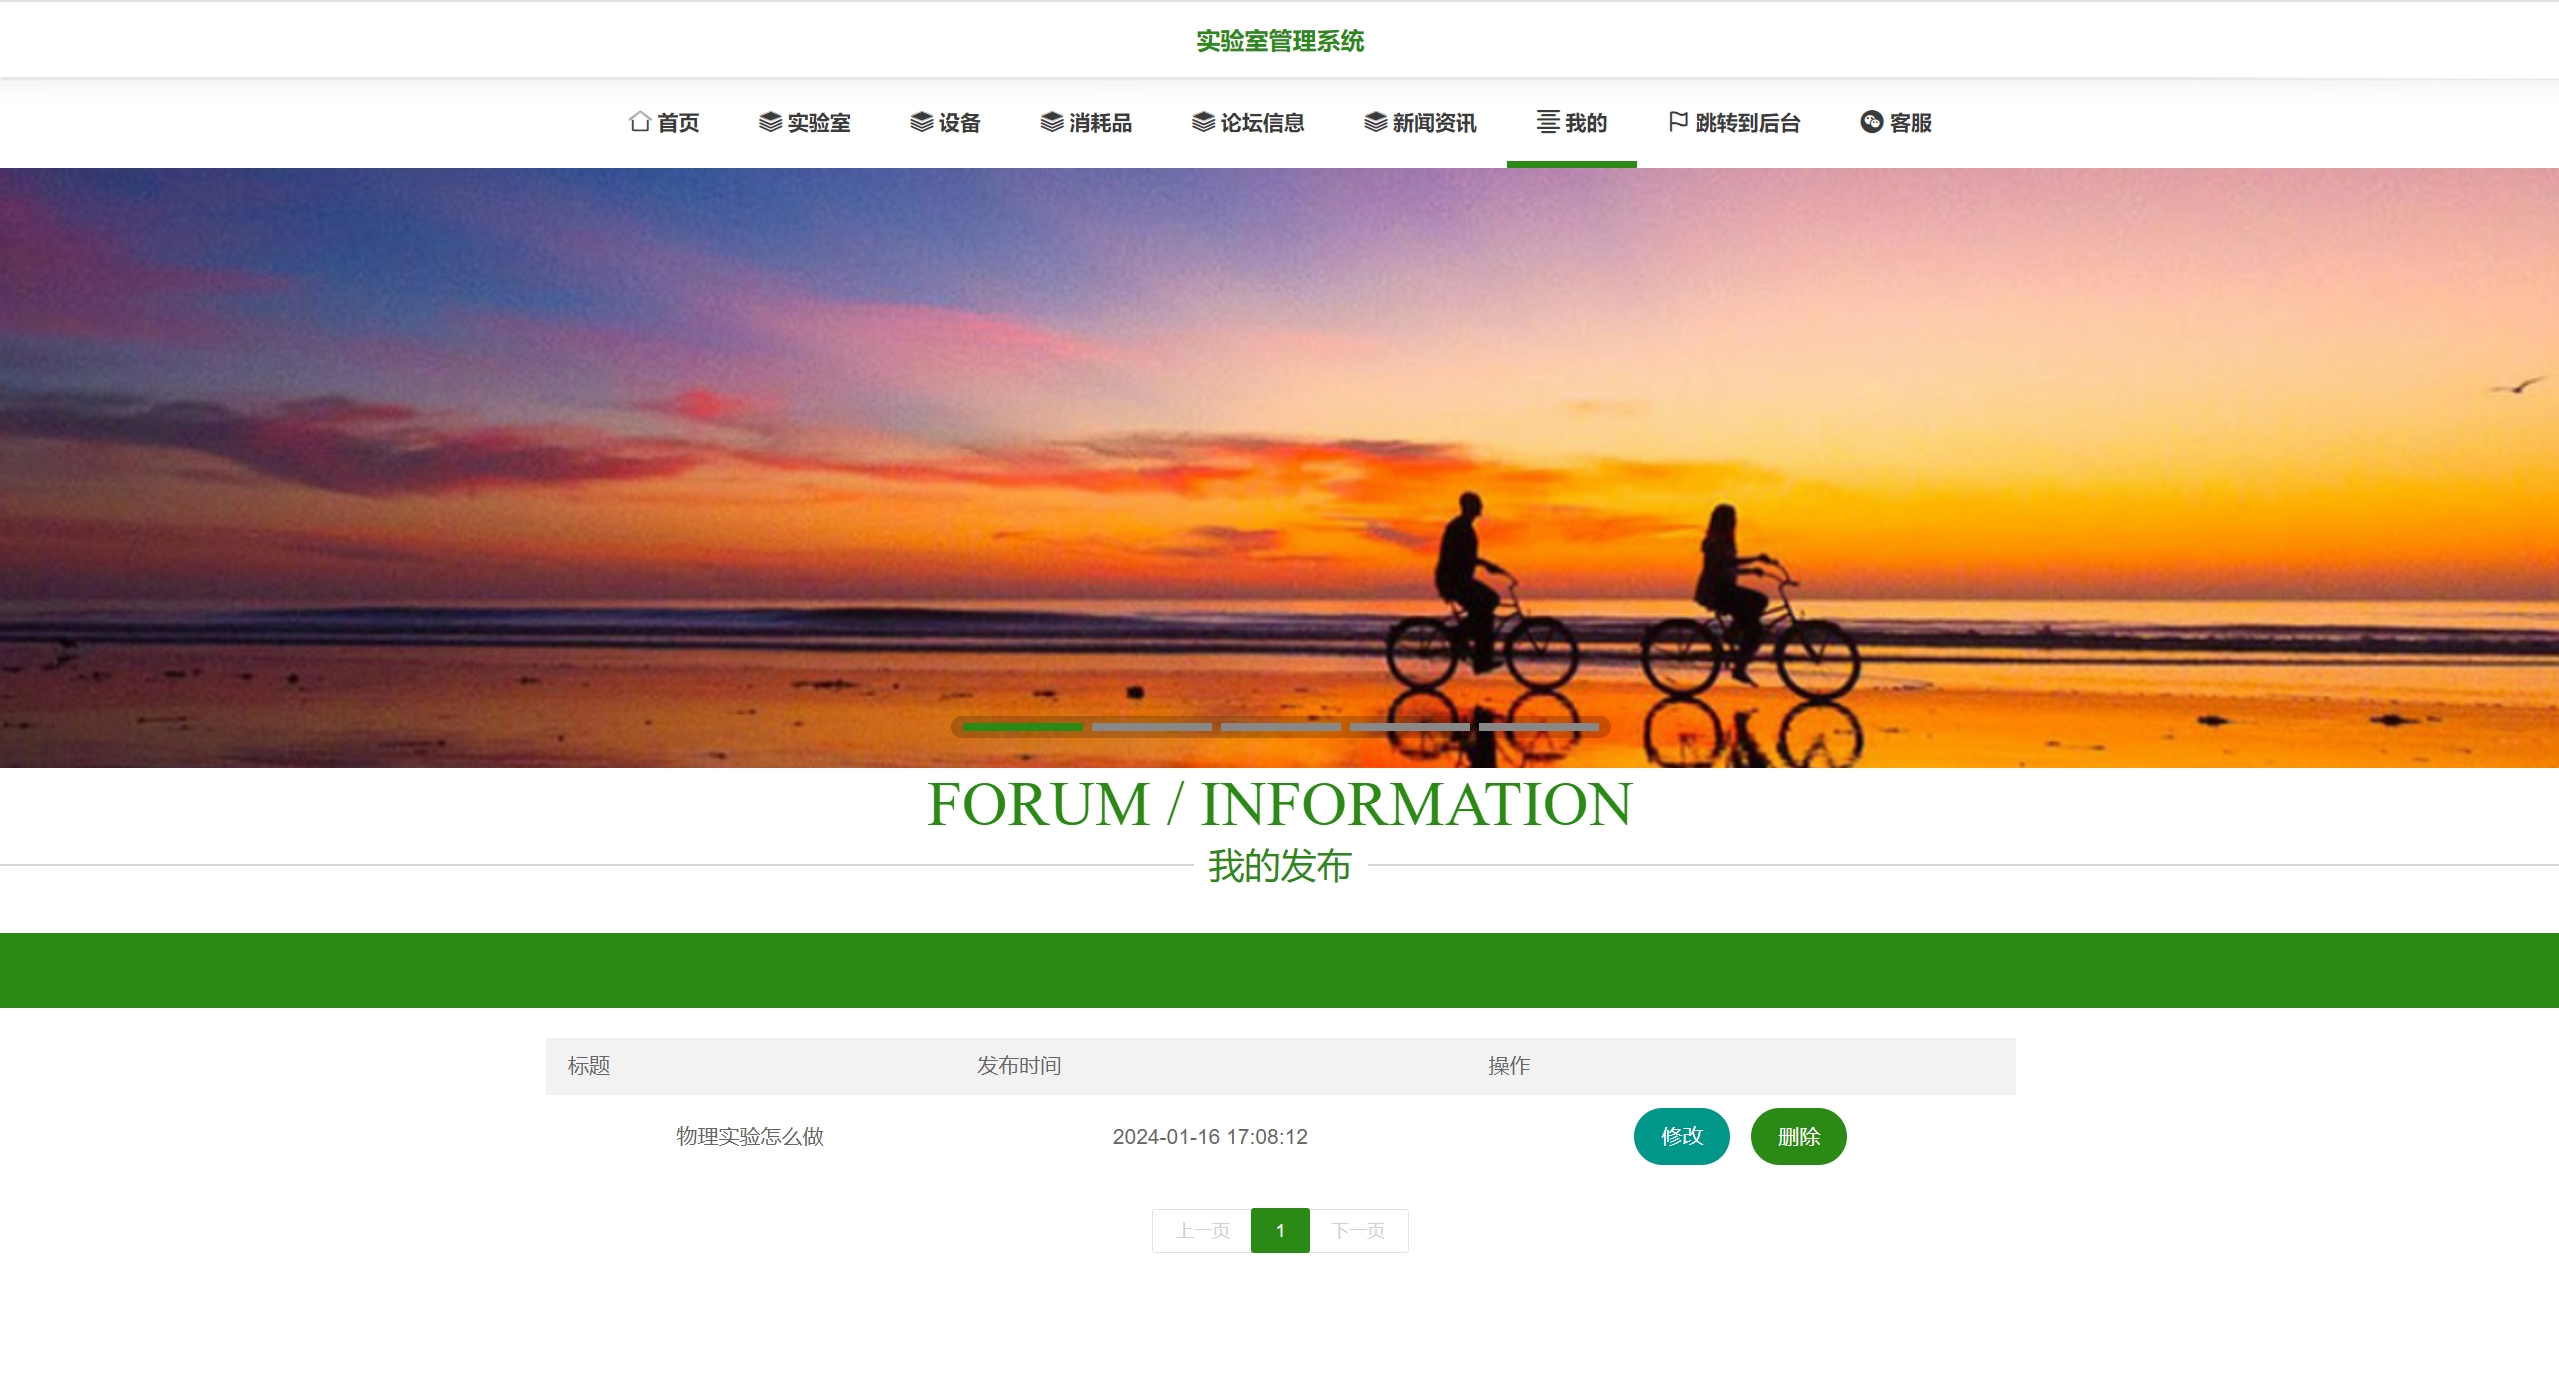 实验室管理系统
首页 实验室 设备 消耗品 论坛信息 新闻资讯 我的 跳转到后台 客服
FORUM / INFORMATION
我的发布
标题 发布时间 操作
物理实验怎么做 2024-01-16 17:08:12 修改 删除
上一页 1 下一页